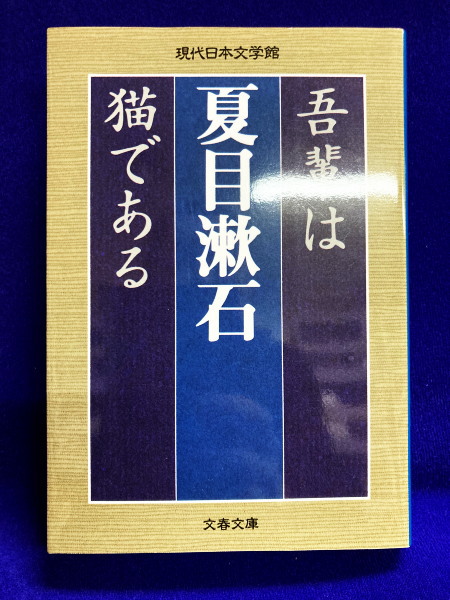 現代日本文学館
吾輩は
夏目漱石
猫である
文春文庫